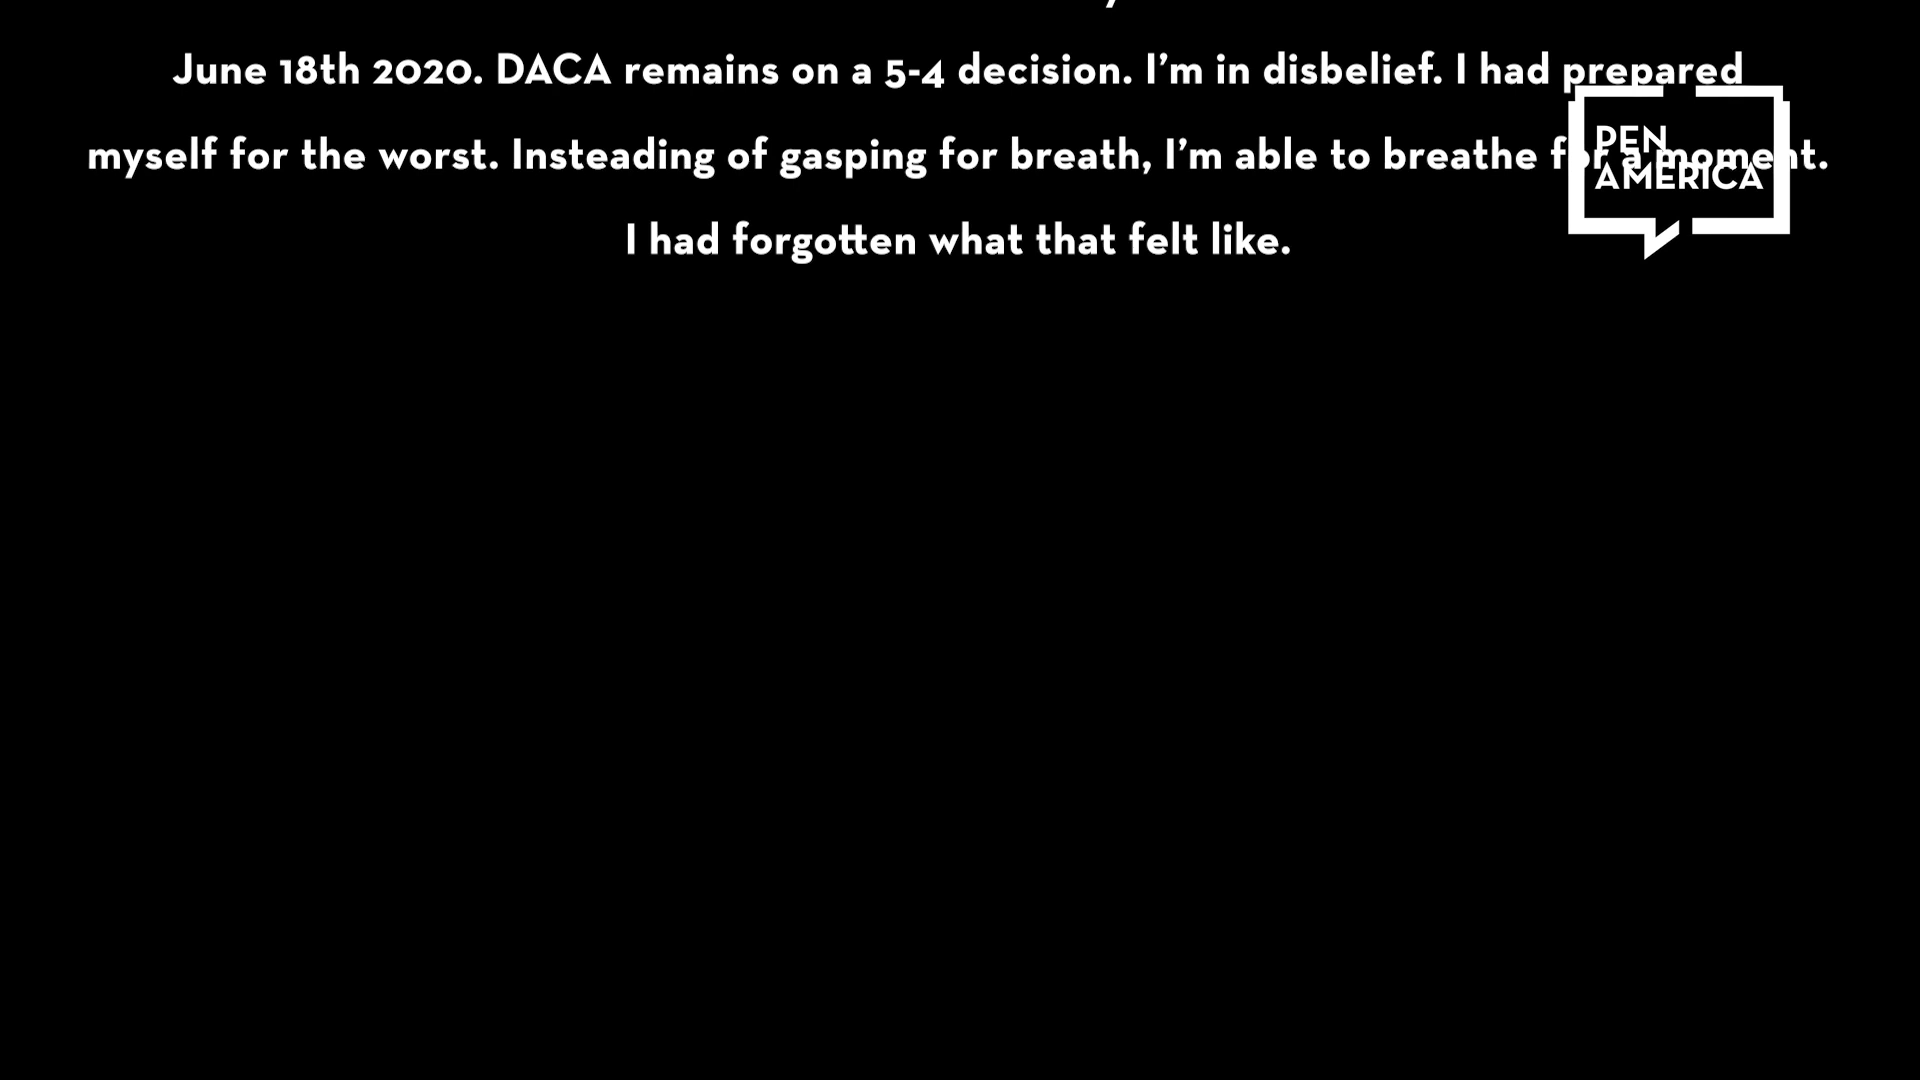 June 18th 2020. DACA remains on a 5-4 decision. I'm in disbelief. I had prepared
myself for the worst. Insteading of gasping for breath, I'm able to breathe for a moment.
I had forgotten what that felt like.
PEN
AMERICA